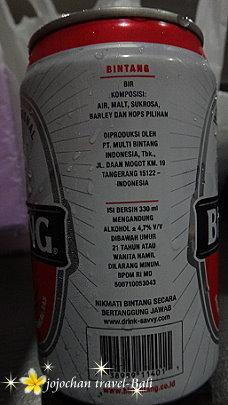 BINTANG
BIR
KOMPOSISI:
AIR, MALT, SUKROSA,
BARLEY DAN HOPS PILIHAN
DIPRODUKSI OLEH
PT. MULTI BINTANG
INDONESIA, Tbk.,
JL. DAAN MOGOT KM. 19
TANGERANG 15122 –
INDONESIA
ISI BERSIH 330 ml
MENGANDUNG
ALKOHOL ± 4,7% V/V
DIBAWAH UMUR
21 TAHUN ATAU
WANITA HAMIL
DILARANG MINUM.
BPOM RI MD
500710053043
NIKMATI BINTANG SECARA
BERTANGGUNG JAWAB
www.drink-savvy.com
jojochan travel-Bali